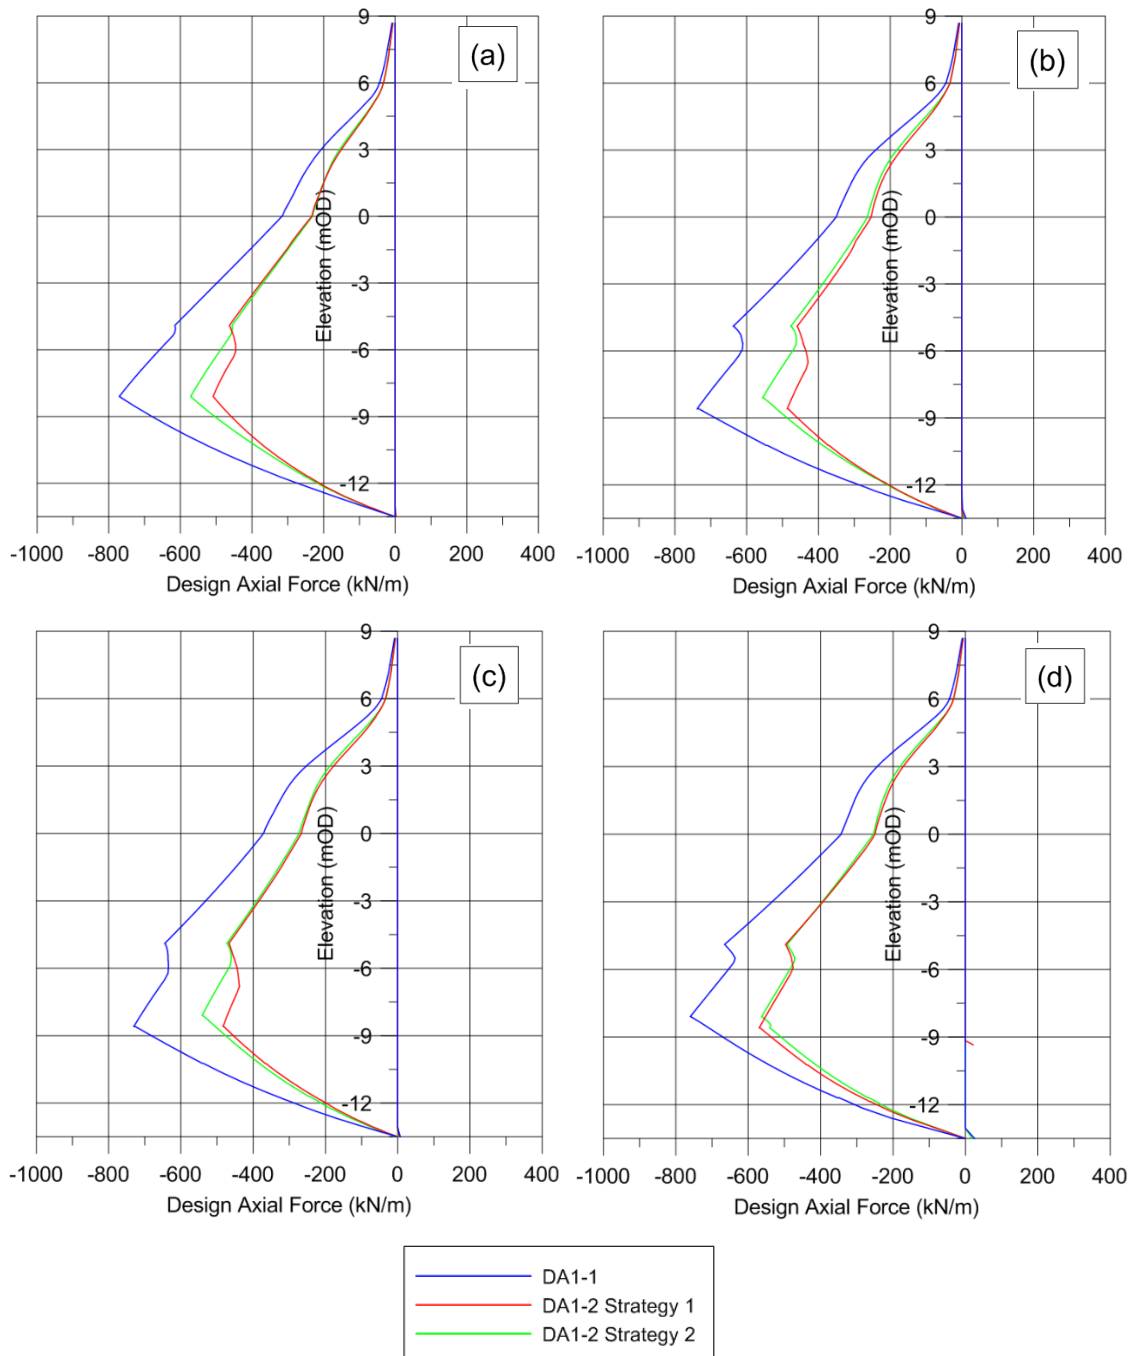 9
6
3
0
-3
-6
-9
-12
Elevation (mOD)
(a)
-1000 -800 -600 -400 -200 0 200 400
Design Axial Force (kN/m)
9
6
3
0
-3
-6
-9
-12
Elevation (mOD)
(b)
-1000 -800 -600 -400 -200 0 200 400
Design Axial Force (kN/m)
9
6
3
0
-3
-6
-9
-12
Elevation (mOD)
(c)
-1000 -800 -600 -400 -200 0 200 400
Design Axial Force (kN/m)
9
6
3
0
-3
-6
-9
-12
Elevation (mOD)
(d)
-1000 -800 -600 -400 -200 0 200 400
Design Axial Force (kN/m)
DA1-1
DA1-2 Strategy 1
DA1-2 Strategy 2